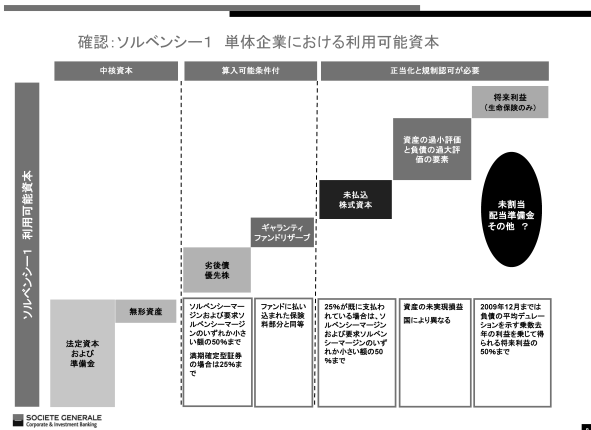 確認：ソルベンシー１ 単体企業における利用可能資本
中核資本
算入可能条件付
正当化と規制認可が必要
ソルベンシー１ 利用可能資本
将来利益
（生命保険のみ）
資産の過小評価
と負債の過大評
価の要素
未払込
株式資本
未割当
配当準備金
その他 ？
ギャランティ
ファンドリザーブ
劣後債
優先株
無形資産
法定資本
および
準備金
ソルベンシーマー
ジンおよび要求ソ
ルベンシーマージ
ンのいずれか小さ
い額の50%まで
満期確定型証券
の場合は25%ま
で
ファンドに払い
込まれた保険
料部分と同等
25%が既に支払わ
れている場合は、ソ
ルベンシーマージン
および要求ソルベン
シーマージンのいず
れか小さい額の50
%まで
資産の未実現損益
国により異なる
2009年12月までは
負債の平均デュレー
ションを示す乗数去
年の利益を乗じて得
られる将来利益の
50%まで
SOCIETE GENERALE
Corporate & Investment Banking